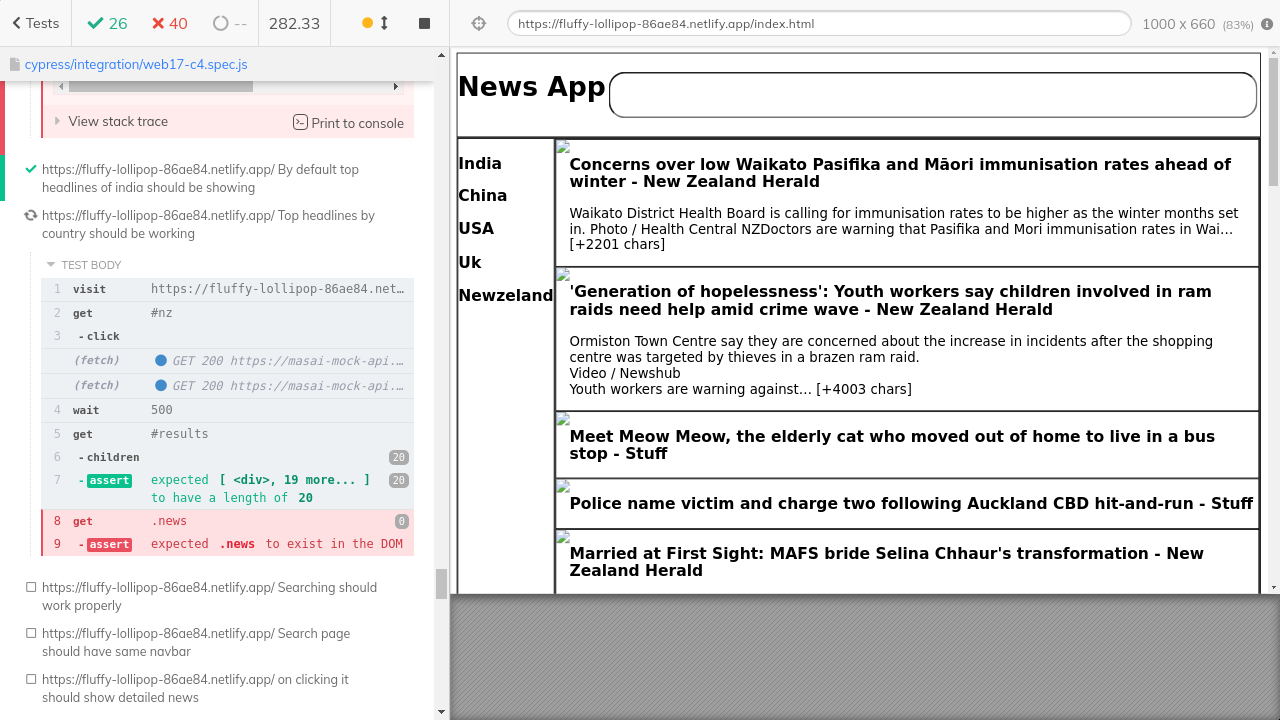 Tests
26
40
--
282.33
https://fluffy-lollipop-86ae84.netlify.app/index.html
1000 x 660 (83%)
cypress/integration/web17-c4.spec.js
View stack trace
Print to console
https://fluffy-lollipop-86ae84.netlify.app/ By default top
headlines of india should be showing
https://fluffy-lollipop-86ae84.netlify.app/ Top headlines by
country should be working
TEST BODY
1 visit https://fluffy-lollipop-86ae84.net…
2 get #nz
3 -click
(fetch) GET 200 https://masai-mock-api.…
(fetch) GET 200 https://masai-mock-api.…
4 wait 500
5 get #results
6 -children 20
7 -assert expected [ <div>, 19 more... ] 20
to have a length of 20
8 get .news 0
9 -assert expected .news to exist in the DOM
https://fluffy-lollipop-86ae84.netlify.app/ Searching should
work properly
https://fluffy-lollipop-86ae84.netlify.app/ Search page
should have same navbar
https://fluffy-lollipop-86ae84.netlify.app/ on clicking it
should show detailed news
News App
India
China
USA
Uk
Newzeland
Concerns over low Waikato Pasifika and Māori immunisation rates ahead of
winter - New Zealand Herald
Waikato District Health Board is calling for immunisation rates to be higher as the winter months set
in. Photo / Health Central NZDoctors are warning that Pasifika and Mori immunisation rates in Wai…
[+2201 chars]
'Generation of hopelessness': Youth workers say children involved in ram
raids need help amid crime wave - New Zealand Herald
Ormiston Town Centre say they are concerned about the increase in incidents after the shopping
centre was targeted by thieves in a brazen ram raid.
Video / Newshub
Youth workers are warning against… [+4003 chars]
Meet Meow Meow, the elderly cat who moved out of home to live in a bus
stop - Stuff
Police name victim and charge two following Auckland CBD hit-and-run - Stuff
Married at First Sight: MAFS bride Selina Chhaur's transformation - New
Zealand Herald